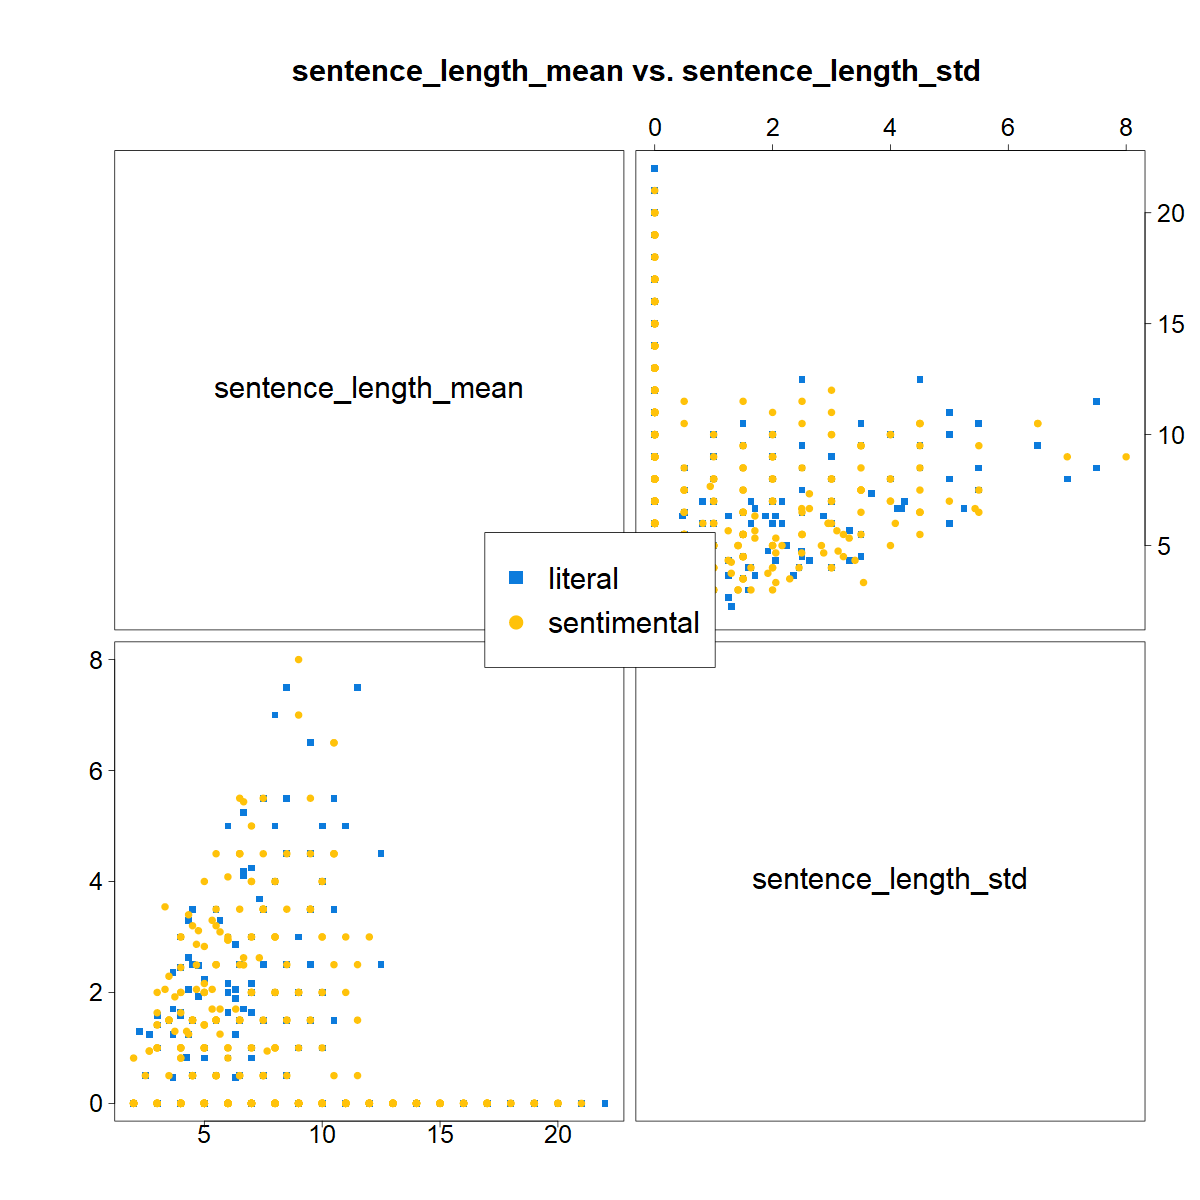 sentence_length_mean vs. sentence_length_std
0 2 4 6 8
sentence_length_mean
20
15
10
5
literal
sentimental
8
6
4
2
0
sentence_length_std
5 10 15 20